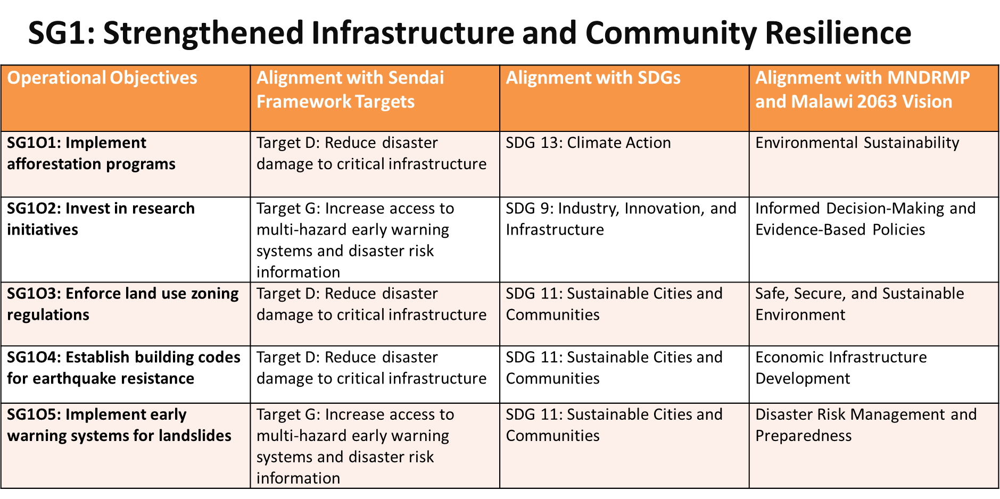 SG1: Strengthened Infrastructure and Community Resilience
Operational Objectives
Alignment with Sendai
Framework Targets
Alignment with SDGs
Alignment with MNDRMP
and Malawi 2063 Vision
SG1O1: Implement
afforestation programs
Target D: Reduce disaster
damage to critical infrastructure
SDG 13: Climate Action
Environmental Sustainability
SG1O2: Invest in research
initiatives
Target G: Increase access to
multi-hazard early warning
systems and disaster risk
information
SDG 9: Industry, Innovation, and
Infrastructure
Informed Decision-Making and
Evidence-Based Policies
SG1O3: Enforce land use zoning
regulations
Target D: Reduce disaster
damage to critical infrastructure
SDG 11: Sustainable Cities and
Communities
Safe, Secure, and Sustainable
Environment
SG1O4: Establish building codes
for earthquake resistance
Target D: Reduce disaster
damage to critical infrastructure
SDG 11: Sustainable Cities and
Communities
Economic Infrastructure
Development
SG1O5: Implement early
warning systems for landslides
Target G: Increase access to
multi-hazard early warning
systems and disaster risk
information
SDG 11: Sustainable Cities and
Communities
Disaster Risk Management and
Preparedness